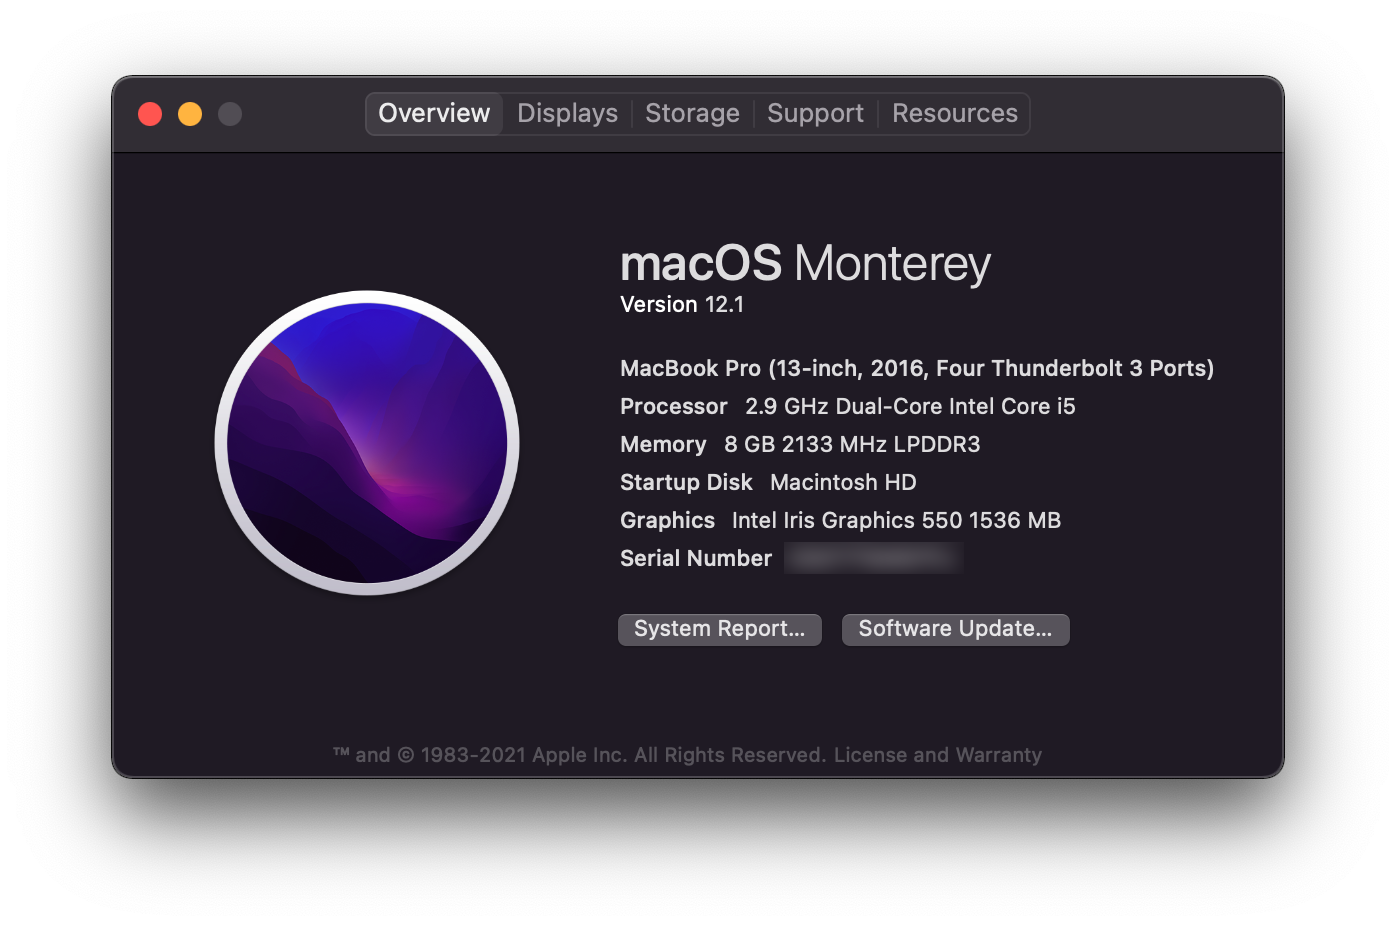 Overview Displays Storage Support Resources
macOS Monterey
Version 12.1
MacBook Pro (13-inch, 2016, Four Thunderbolt 3 Ports)
Processor 2.9 GHz Dual-Core Intel Core i5
Memory 8 GB 2133 MHz LPDDR3
Startup Disk Macintosh HD
Graphics Intel Iris Graphics 550 1536 MB
Serial Number
System Report... Software Update...
™ and © 1983-2021 Apple Inc. All Rights Reserved. License and Warranty